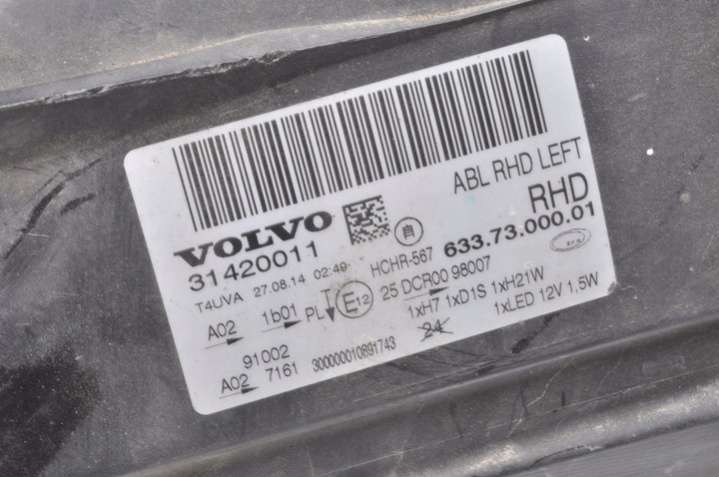 ABL RHD LEFT
RHD
VOLVO
31420011
HCHR-567 633.73.000.01
T4UVA 27.08.14 02:49
A02 1b01 PL E12 25 DCR00 98007
1xH7 1xD1S 1xH21W
1xLED 12V 1,5W
91002
A02 7161 300000010891743 24